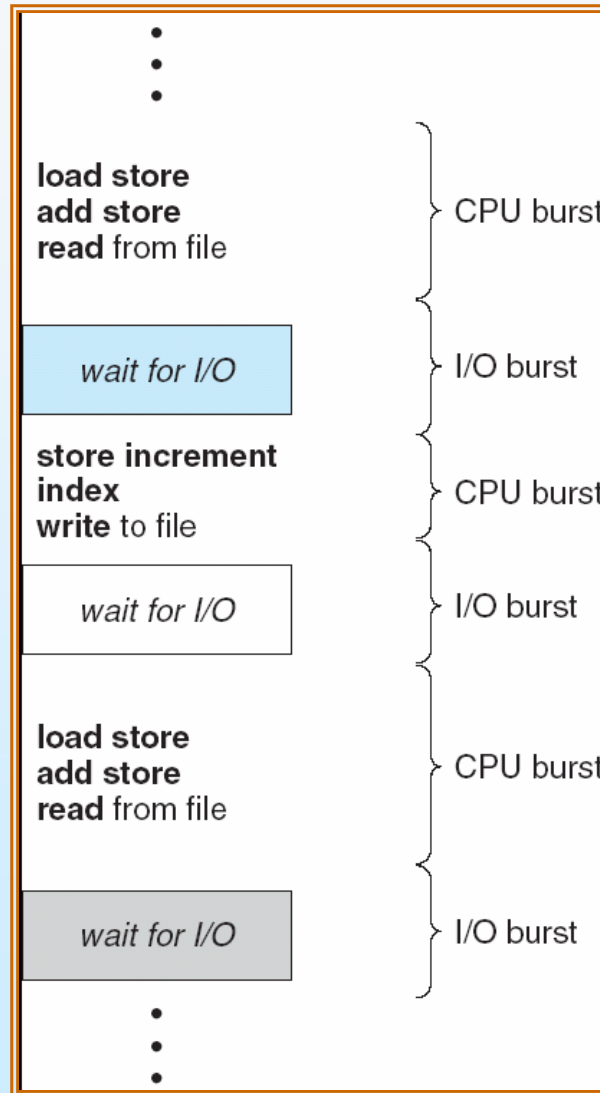 load store
add store
read from file
CPU burst
wait for I/O
I/O burst
store increment
index
write to file
CPU burst
wait for I/O
I/O burst
load store
add store
read from file
CPU burst
wait for I/O
I/O burst